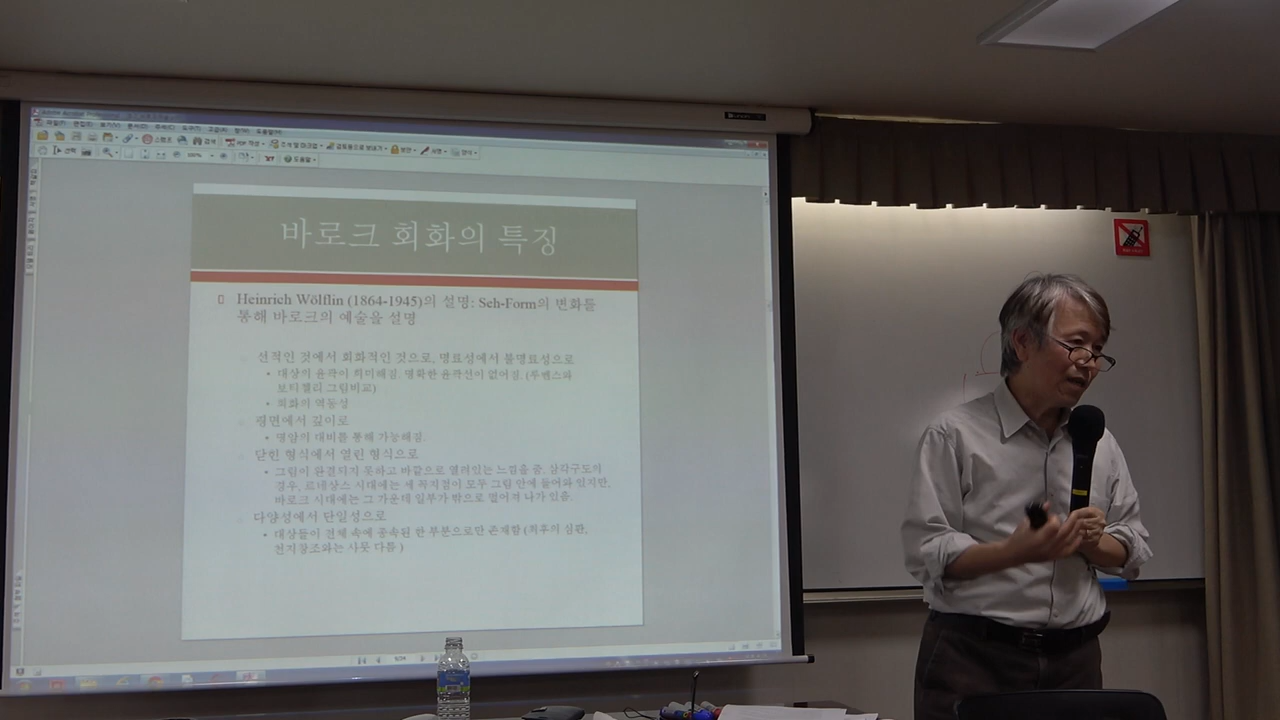 바로크 회화의 특징
Heinrich Wölflin (1864-1945)의 설명: Seh-Form의 변화를
통해 바로크의 예술을 설명
선적인 것에서 회화적인 것으로, 명료성에서 불명료성으로
• 대상의 윤곽이 희미해짐. 명확한 윤곽선이 없어짐. (루벤스와
보티첼리 그림비교)
• 회화의 역동성
평면에서 깊이로
• 명암의 대비를 통해 가능해짐.
닫힌 형식에서 열린 형식으로
• 그림이 완결되지 못하고 바깥으로 열려있는 느낌을 줌. 삼각구도의
경우, 르네상스 시대에는 세 꼭지점이 모두 그림 안에 들어와 있지만,
바로크 시대에는 그 가운데 일부가 밖으로 벌어져 나가 있음.
다양성에서 단일성으로
• 대상들이 전체 속에 종속된 한 부분으로만 존재함 (최후의 심판,
천지창조와는 사뭇 다름 )